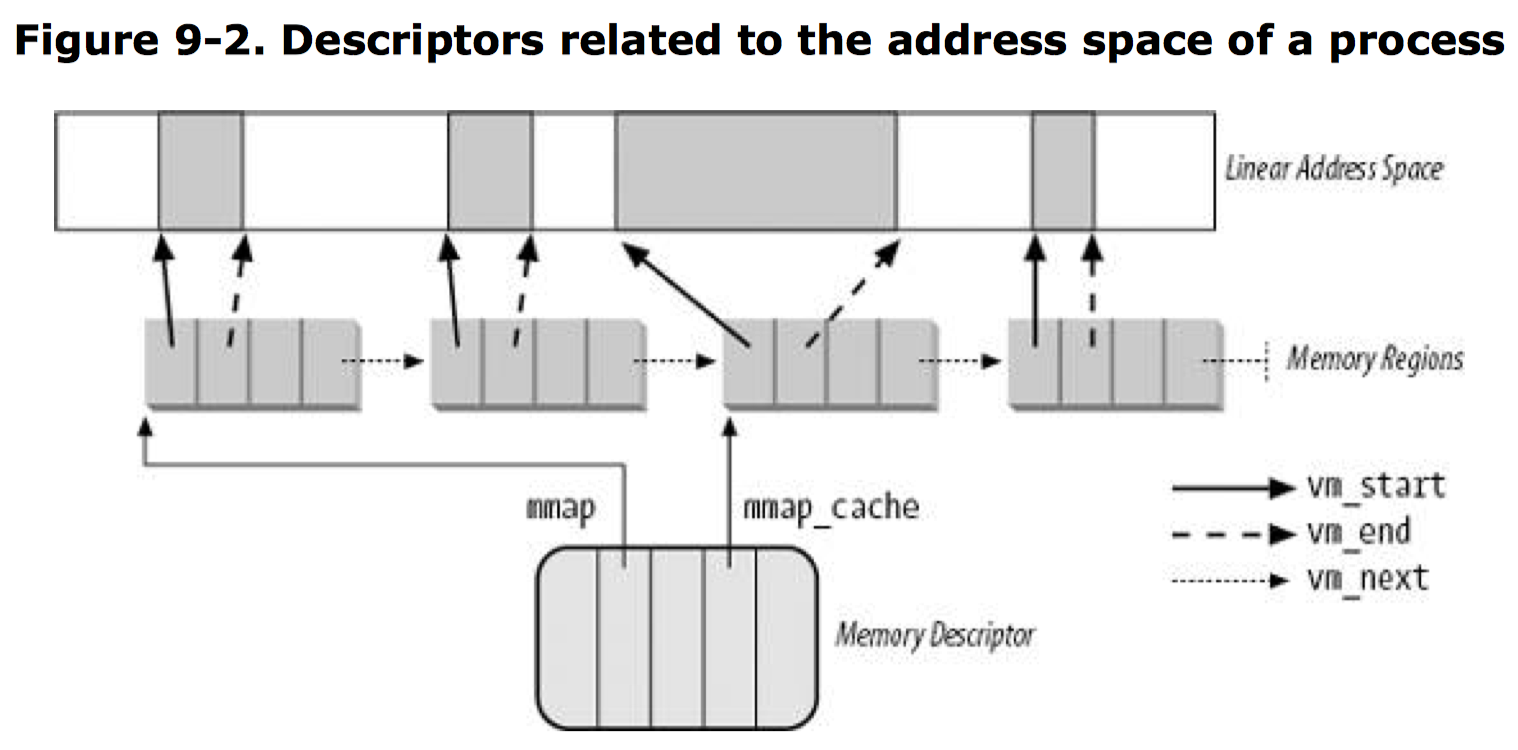 Figure 9-2. Descriptors related to the address space of a process
Linear Address Space
Memory Regions
mmap
mmap_cache
vm_start
vm_end
vm_next
Memory Descriptor